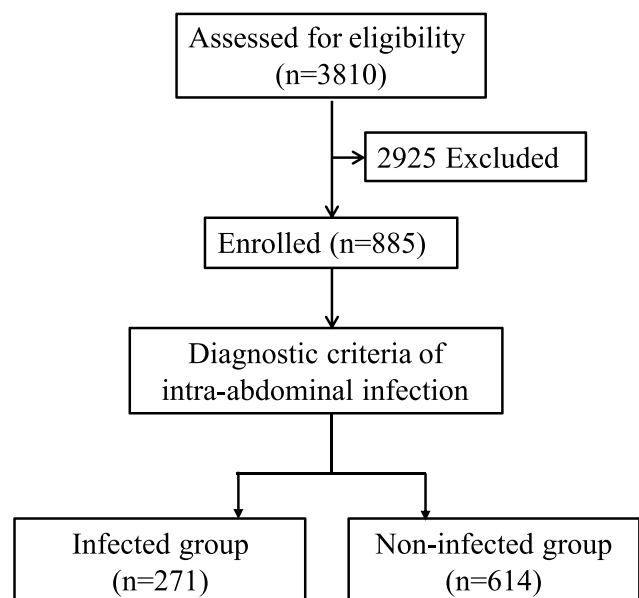 Assessed for eligibility
(n=3810)
2925 Excluded
Enrolled (n=885)
Diagnostic criteria of
intra-abdominal infection
Infected group
(n=271)
Non-infected group
(n=614)